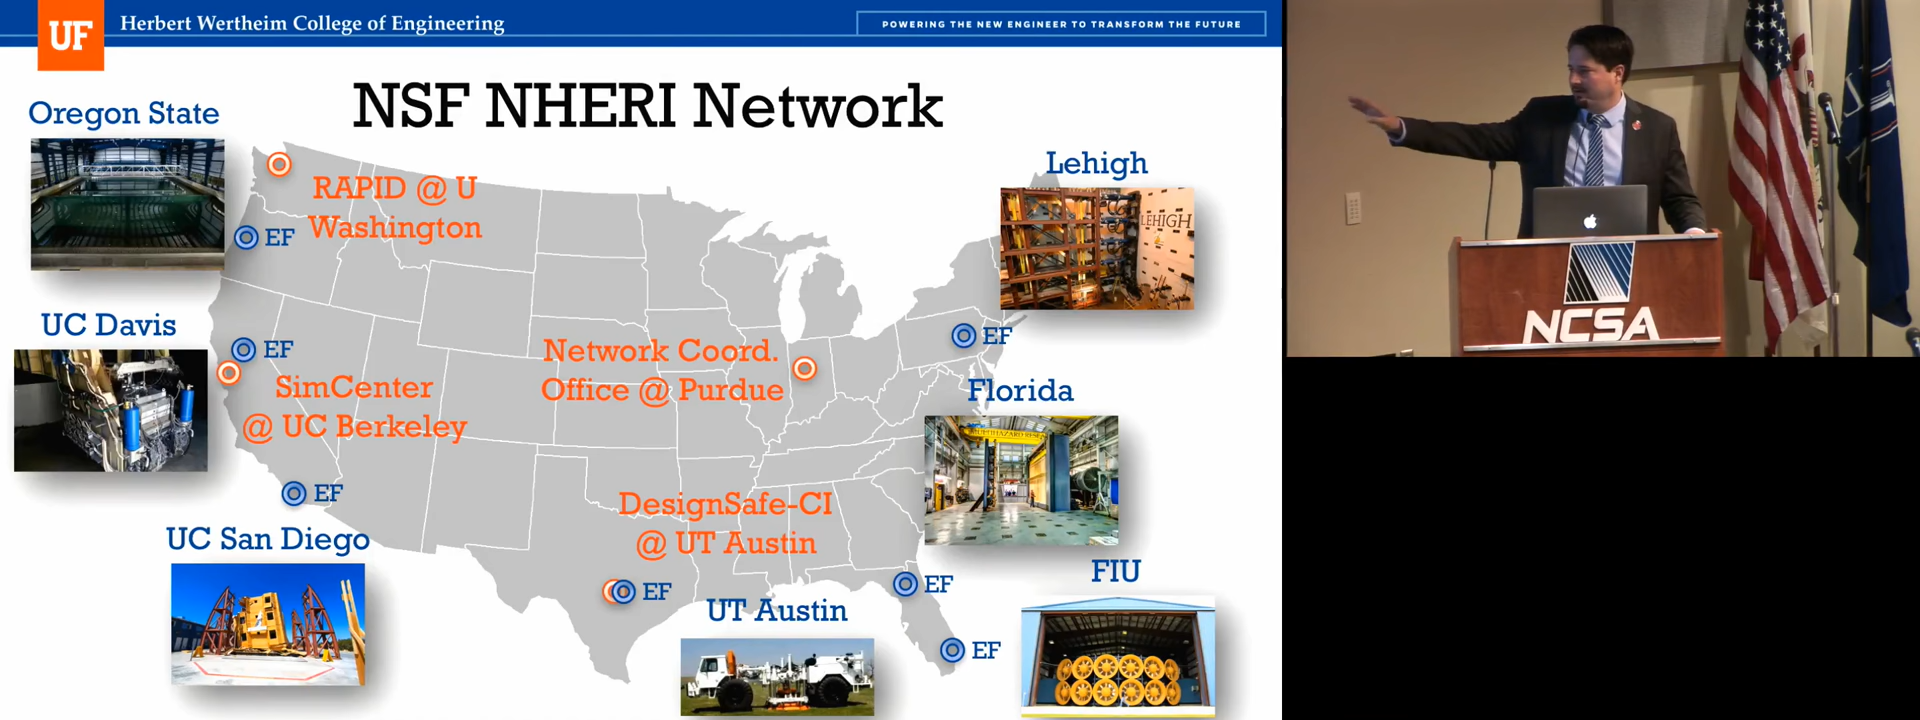 UF
Herbert Wertheim College of Engineering
POWERING THE NEW ENGINEER TO TRANSFORM THE FUTURE
NSF NHERI Network
Oregon State
RAPID @ U
Washington
EF
UC Davis
EF
SimCenter
@ UC Berkeley
EF
UC San Diego
Network Coord.
Office @ Purdue
DesignSafe-CI
@ UT Austin
EF
UT Austin
Lehigh
LEHIGH
EF
Florida
EF
FIU
EF
NCSA